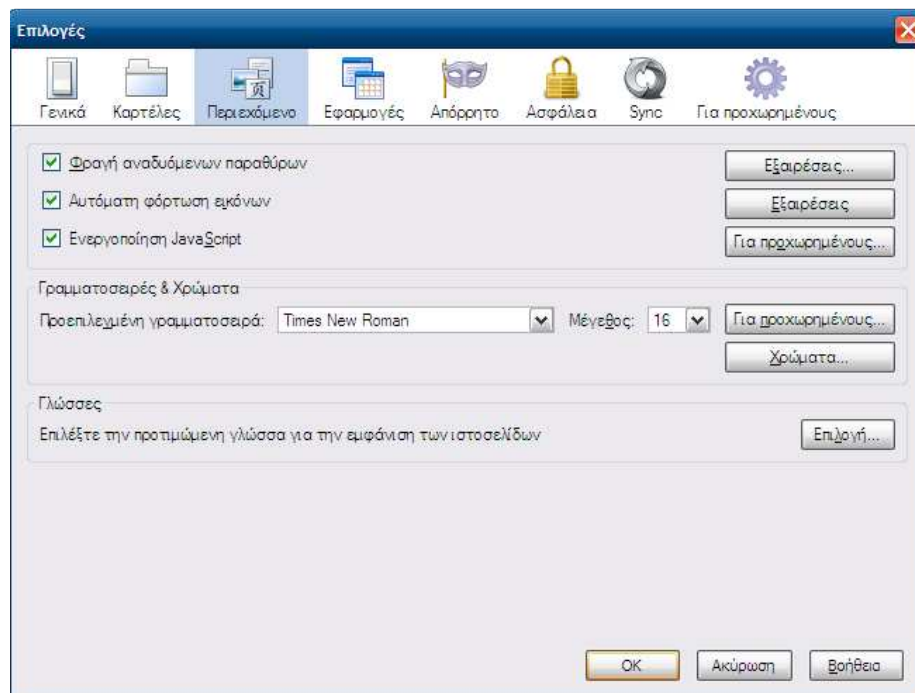 Επιλογές
Γενικά Καρτέλες Περιεχόμενο Εφαρμογές Απόρρητο Ασφάλεια Sync Για προχωρημένους
Φραγή αναδυόμενων παραθύρων Εξαιρέσεις...
Αυτόματη φόρτωση εικόνων Εξαιρέσεις
Ενεργοποίηση JavaScript Για προχωρημένους...
Γραμματοσειρές & Χρώματα
Προεπιλεγμένη γραμματοσειρά: Times New Roman Μέγεθος: 16 Για προχωρημένους...
Χρώματα...
Γλώσσες
Επιλέξτε την προτιμώμενη γλώσσα για την εμφάνιση των ιστοσελίδων Επιλογή...
OK Ακύρωση Βοήθεια